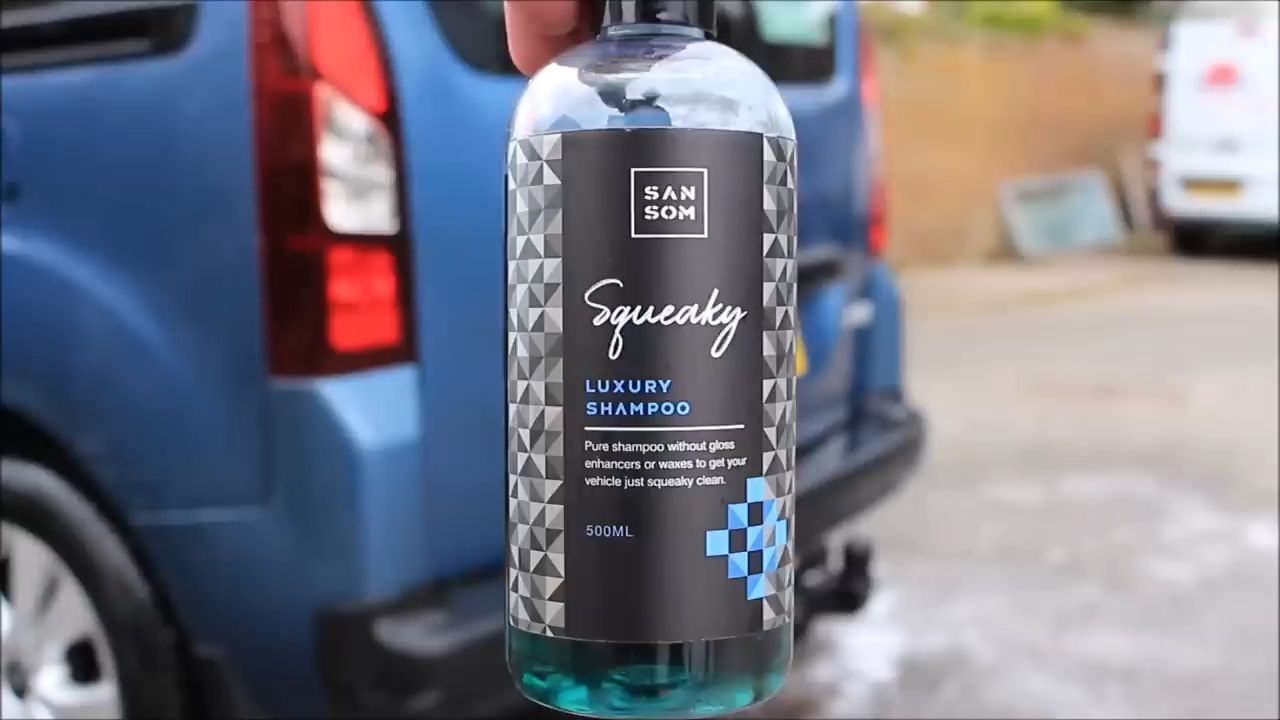 SAN
SOM
Squeaky
LUXURY
SHAMPOO
Pure shampoo without gloss
enhancers or waxes to get your
vehicle just squeaky clean.
500ML